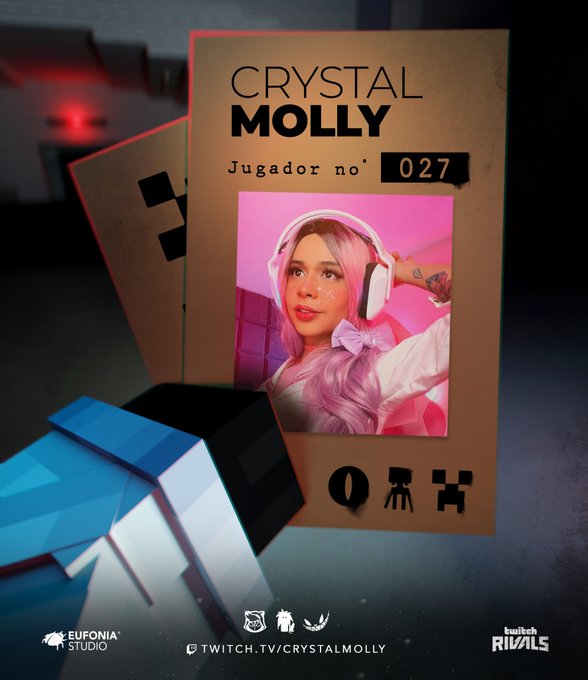 CRYSTAL
MOLLY
Jugador no° 027
EUFONIA®
STUDIO
TWITCH.TV/CRYSTALMOLLY
twitch
RIVALS